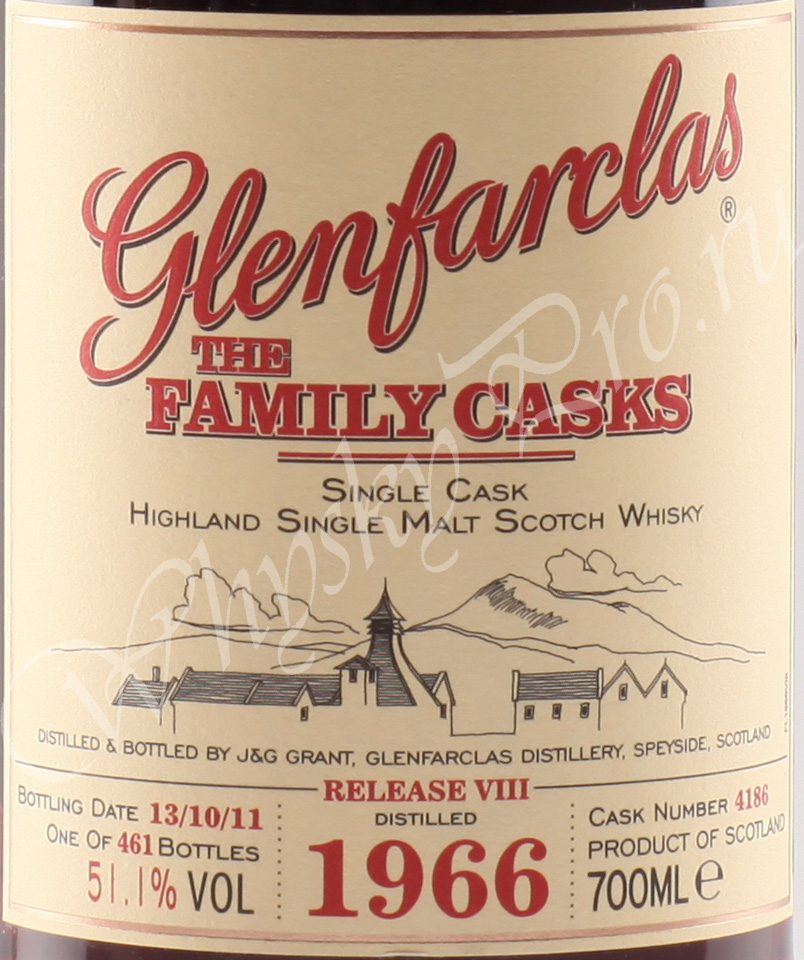 Glenfarclas®
THE
FAMILY CASKS
SINGLE CASK
HIGHLAND SINGLE MALT SCOTCH WHISKY
DISTILLED & BOTTLED BY J&G GRANT, GLENFARCLAS DISTILLERY, SPEYSIDE, SCOTLAND
RELEASE VIII
BOTTLING DATE 13/10/11
ONE OF 461 BOTTLES
51.1% VOL
DISTILLED
1966
CASK NUMBER 4186
PRODUCT OF SCOTLAND
700ML e
WhyskyPro.ru